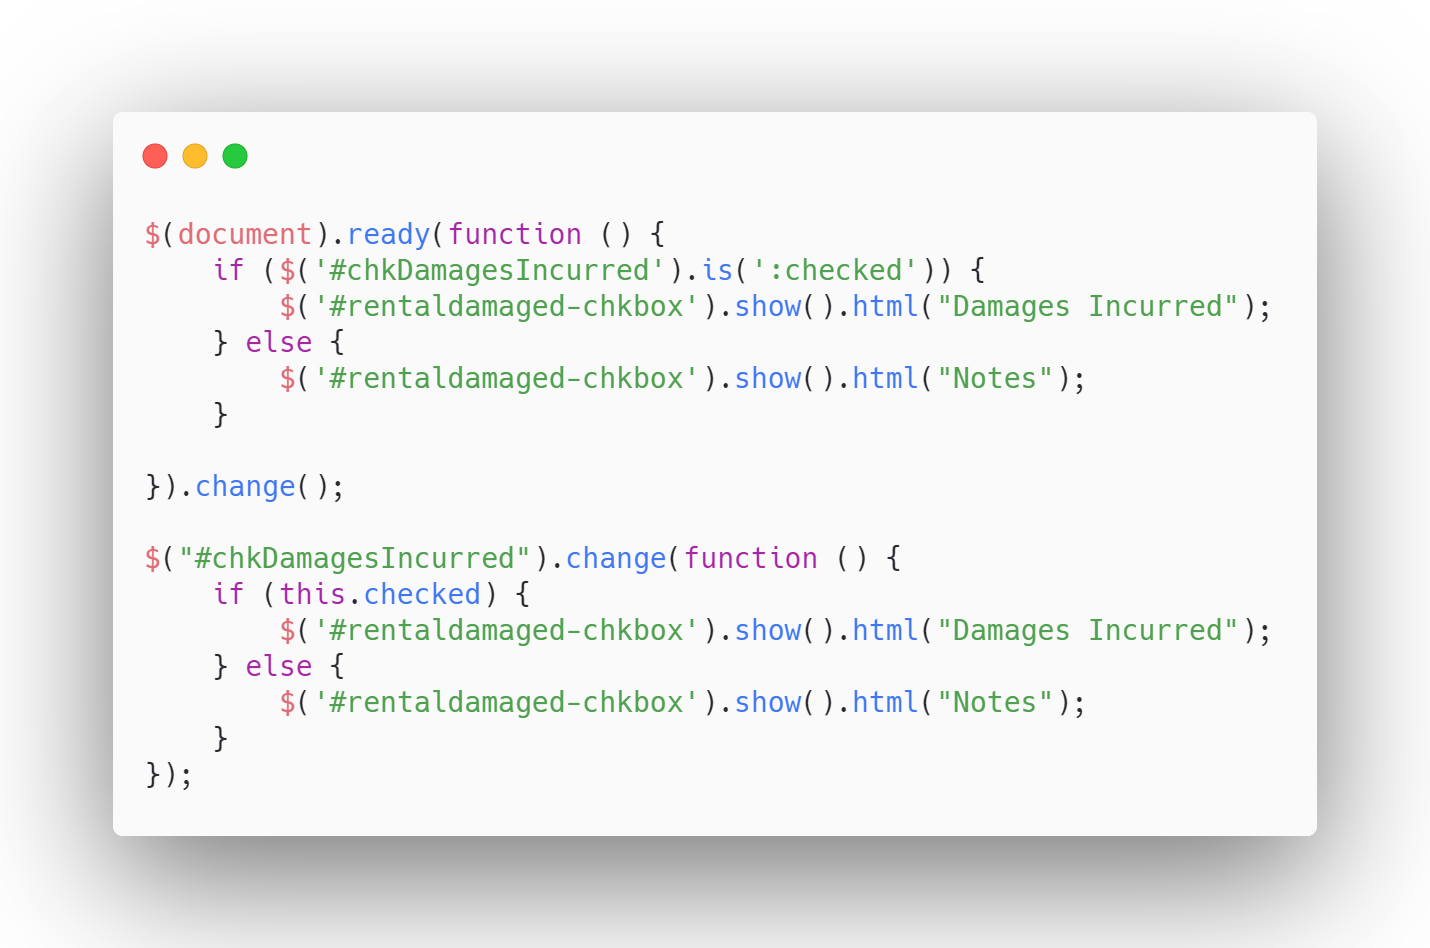 $(document).ready(function () {
    if ($('#chkDamagesIncurred').is(':checked')) {
        $('#rentaldamaged-chkbox').show().html("Damages Incurred");
    } else {
        $('#rentaldamaged-chkbox').show().html("Notes");
    }

}).change();

$("#chkDamagesIncurred").change(function () {
    if (this.checked) {
        $('#rentaldamaged-chkbox').show().html("Damages Incurred");
    } else {
        $('#rentaldamaged-chkbox').show().html("Notes");
    }
});